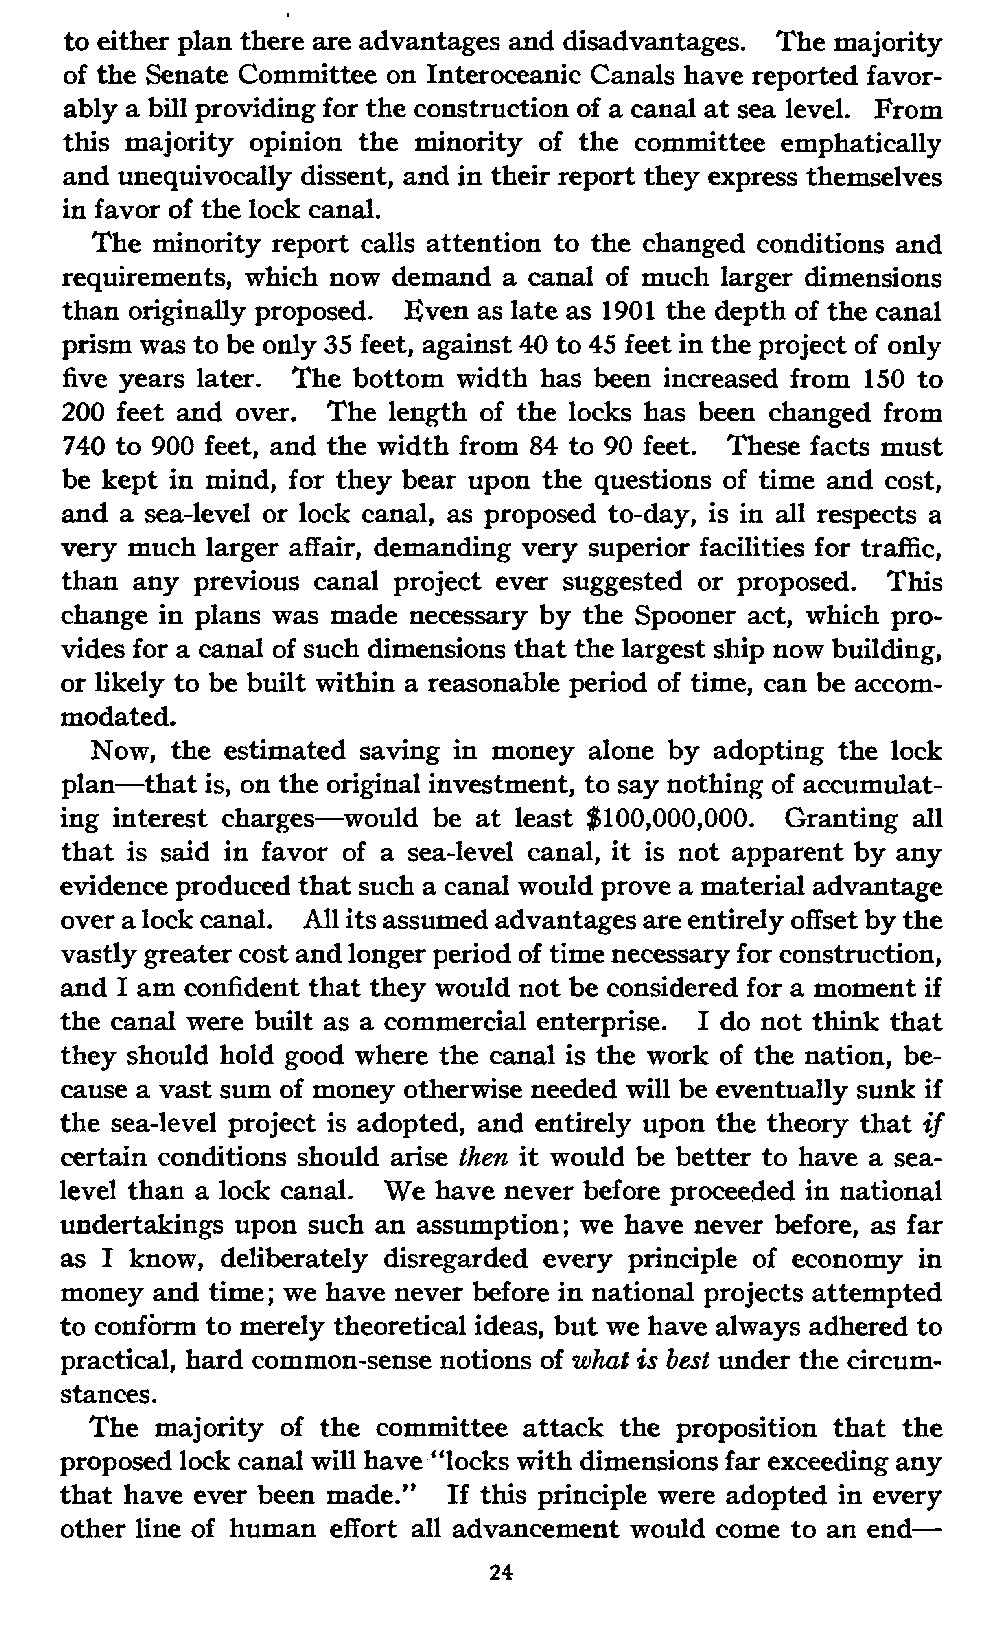 to either plan there are advantages and disadvantages. The majority
of the Senate Committee on Interoceanic Canals have reported favor-
ably a bill providing for the construction of a canal at sea level. From
this majority opinion the minority of the committee emphatically
and unequivocally dissent, and in their report they express themselves
in favor of the lock canal.
The minority report calls attention to the changed conditions and
requirements, which now demand a canal of much larger dimensions
than originally proposed. Even as late as 1901 the depth of the canal
prism was to be only 35 feet, against 40 to 45 feet in the project of only
five years later. The bottom width has been increased from 150 to
200 feet and over. The length of the locks has been changed from
740 to 900 feet, and the width from 84 to 90 feet. These facts must
be kept in mind, for they bear upon the questions of time and cost,
and a sea-level or lock canal, as proposed to-day, is in all respects a
very much larger affair, demanding very superior facilities for traffic,
than any previous canal project ever suggested or proposed. This
change in plans was made necessary by the Spooner act, which pro-
vides for a canal of such dimensions that the largest ship now building,
or likely to be built within a reasonable period of time, can be accom-
modated.
Now, the estimated saving in money alone by adopting the lock
plan—that is, on the original investment, to say nothing of accumulat-
ing interest charges—would be at least $100,000,000. Granting all
that is said in favor of a sea-level canal, it is not apparent by any
evidence produced that such a canal would prove a material advantage
over a lock canal. All its assumed advantages are entirely offset by the
vastly greater cost and longer period of time necessary for construction,
and I am confident that they would not be considered for a moment if
the canal were built as a commercial enterprise. I do not think that
they should hold good where the canal is the work of the nation, be-
cause a vast sum of money otherwise needed will be eventually sunk if
the sea-level project is adopted, and entirely upon the theory that if
certain conditions should arise then it would be better to have a sea-
level than a lock canal. We have never before proceeded in national
undertakings upon such an assumption; we have never before, as far
as I know, deliberately disregarded every principle of economy in
money and time; we have never before in national projects attempted
to conform to merely theoretical ideas, but we have always adhered to
practical, hard common-sense notions of what is best under the circum-
stances.
The majority of the committee attack the proposition that the
proposed lock canal will have "locks with dimensions far exceeding any
that have ever been made." If this principle were adopted in every
other line of human effort all advancement would come to an end—
24